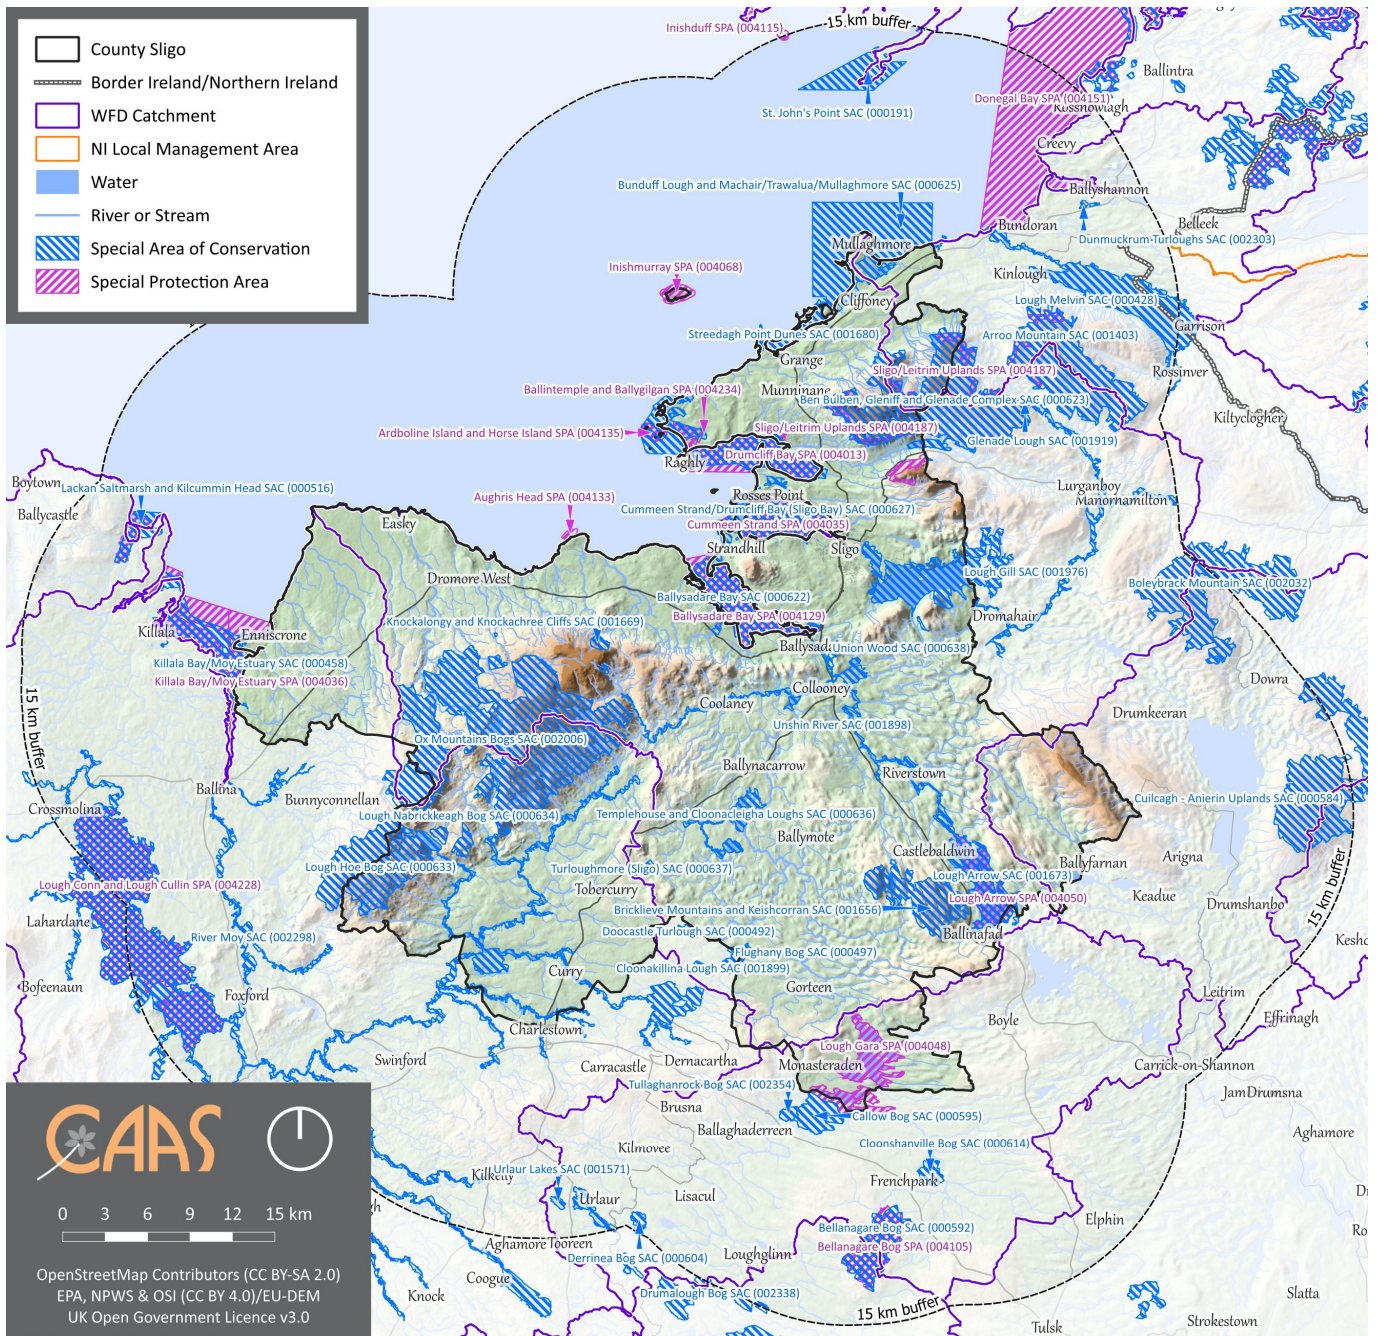 County Sligo
Border Ireland/Northern Ireland
WFD Catchment
NI Local Management Area
Water
River or Stream
Special Area of Conservation
Special Protection Area
15 km buffer
Inishduff SPA (004115)
Ballintra
Donegal Bay SPA (004151)
Rossnowlagh
St. John's Point SAC (000191)
Creevy
Bunduff Lough and Machair/Trawalua/Mullaghmore SAC (000625)
Ballyshannon
Bundoran
Belleek
Dunmuckrum Turloughs SAC (002303)
Mullaghmore
Inishmurray SPA (004068)
Kinlough
Cliffoney
Lough Melvin SAC (000428)
Garrison
Streedagh Point Dunes SAC (001680)
Arroo Mountain SAC (001403)
Grange
Sligo/Leitrim Uplands SPA (004187)
Rossinver
Ballintemple and Ballygilgan SPA (004234)
Munninane
Ben Bulben, Gleniff and Glenade Complex SAC (000623)
Kiltyclogher
Ardboline Island and Horse Island SPA (004135)
Sligo/Leitrim Uplands SPA (004187)
Glenade Lough SAC (001919)
Raghly
Drumcliff Bay SPA (004013)
Boytown
Lackan Saltmarsh and Kilcummin Head SAC (000516)
Lurganboy
Manorhamilton
Aughris Head SPA (004133)
Rosses Point
Ballycastle
Cummeen Strand/Drumcliff Bay (Sligo Bay) SAC (000627)
Easky
Cummeen Strand SPA (004035)
Strandhill
Sligo
Dromore West
Lough Gill SAC (001976)
Boleybrack Mountain SAC (002032)
Ballysadare Bay SAC (000622)
Ballysadare Bay SPA (004129)
Dromahair
Knockalongy and Knockachree Cliffs SAC (001669)
Killala
Enniscrone
Ballysad
Union Wood SAC (000638)
Killala Bay/Moy Estuary SAC (000458)
Killala Bay/Moy Estuary SPA (004036)
Dowra
15 km buffer
Collooney
Coolaney
Drumkeeran
Unshin River SAC (001898)
Ox Mountains Bogs SAC (002006)
Ballynacarrow
Riverstown
Ballina
Bunnyconnellan
Crossmolina
Cuilcagh - Anierin Uplands SAC (000584)
Lough Nabrickkeagh Bog SAC (000634)
Templehouse and Cloonacleigha Loughs SAC (000636)
Ballymote
Castlebaldwin
Arigna
Ballyfarnan
Lough Hoe Bog SAC (000633)
Turloughmore (Sligo) SAC (000637)
Lough Arrow SAC (001673)
Lough Conn and Lough Cullin SPA (004228)
Tobercurry
Lough Arrow SPA (004050)
Keadue
Drumshanbo
15 km buffer
Bricklieve Mountains and Keishcorran SAC (001656)
Lahardane
Doocastle Turlough SAC (000492)
Ballinafad
River Moy SAC (002298)
Keshc
Flughany Bog SAC (000497)
Cloonakillina Lough SAC (001899)
Curry
Bofeenaun
Gorteen
Foxford
Leitrim
Effrinagh
Boyle
Charlestown
Lough Gara SPA (004048)
Swinford
Carracastle
Dernacartha
Monasteraden
Carrick-on-Shannon
Tullaghanrock Bog SAC (002354)
Jam
Drumsna
Brusna
Callow Bog SAC (000595)
Ballaghaderreen
Aghamore
Kilmovee
Cloonshanville Bog SAC (000614)
Kilkelly
Urlaur Lakes SAC (001571)
Frenchpark
Urlaur
Lisacul
Elphin
gh
Bellanagare Bog SAC (000592)
Aghamore
Tooreen
Loughglinn
Bellanagare Bog SPA (004105)
Derrinea Bog SAC (000604)
Coogue
Knock
Drumalough Bog SAC (002338)
15 km buffer
Slatta
Tulsk
Strokestown
Di
Ro
CAAS
0 3 6 9 12 15 km
OpenStreetMap Contributors (CC BY-SA 2.0)
EPA, NPWS & OSI (CC BY 4.0)/EU-DEM
UK Open Government Licence v3.0